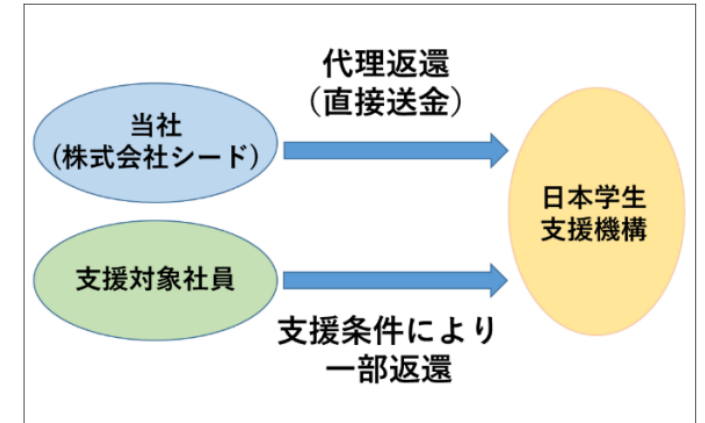 代理返還
（直接送金）
当社
(株式会社シード)
日本学生
支援機構
支援対象社員
支援条件により
一部返還